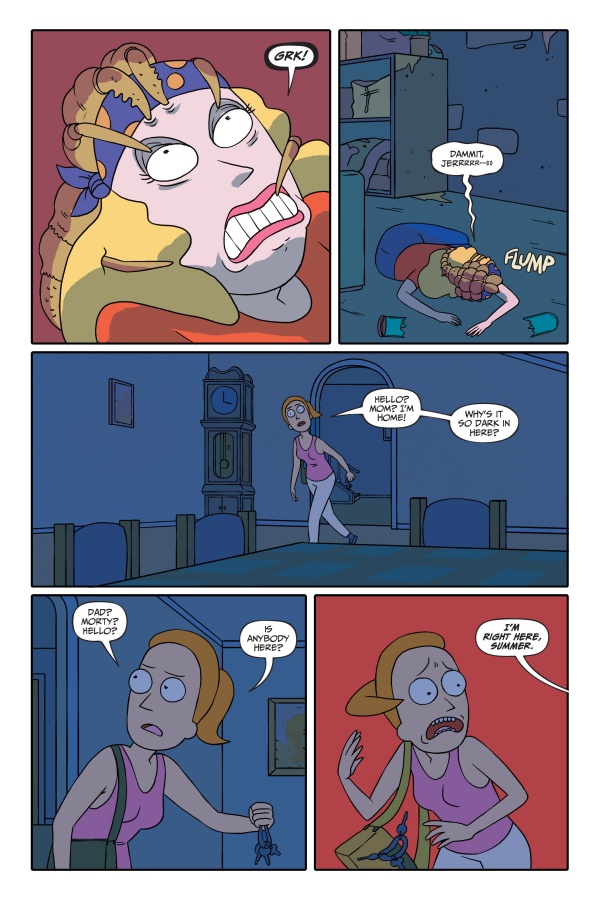 GRK!
DAMMIT,
JERRRRR--
FLUMP
HELLO?
MOM? I'M
HOME!
WHY'S IT
SO DARK IN
HERE?
DAD?
MORTY?
HELLO?
IS
ANYBODY
HERE?
I'M
RIGHT HERE,
SUMMER.